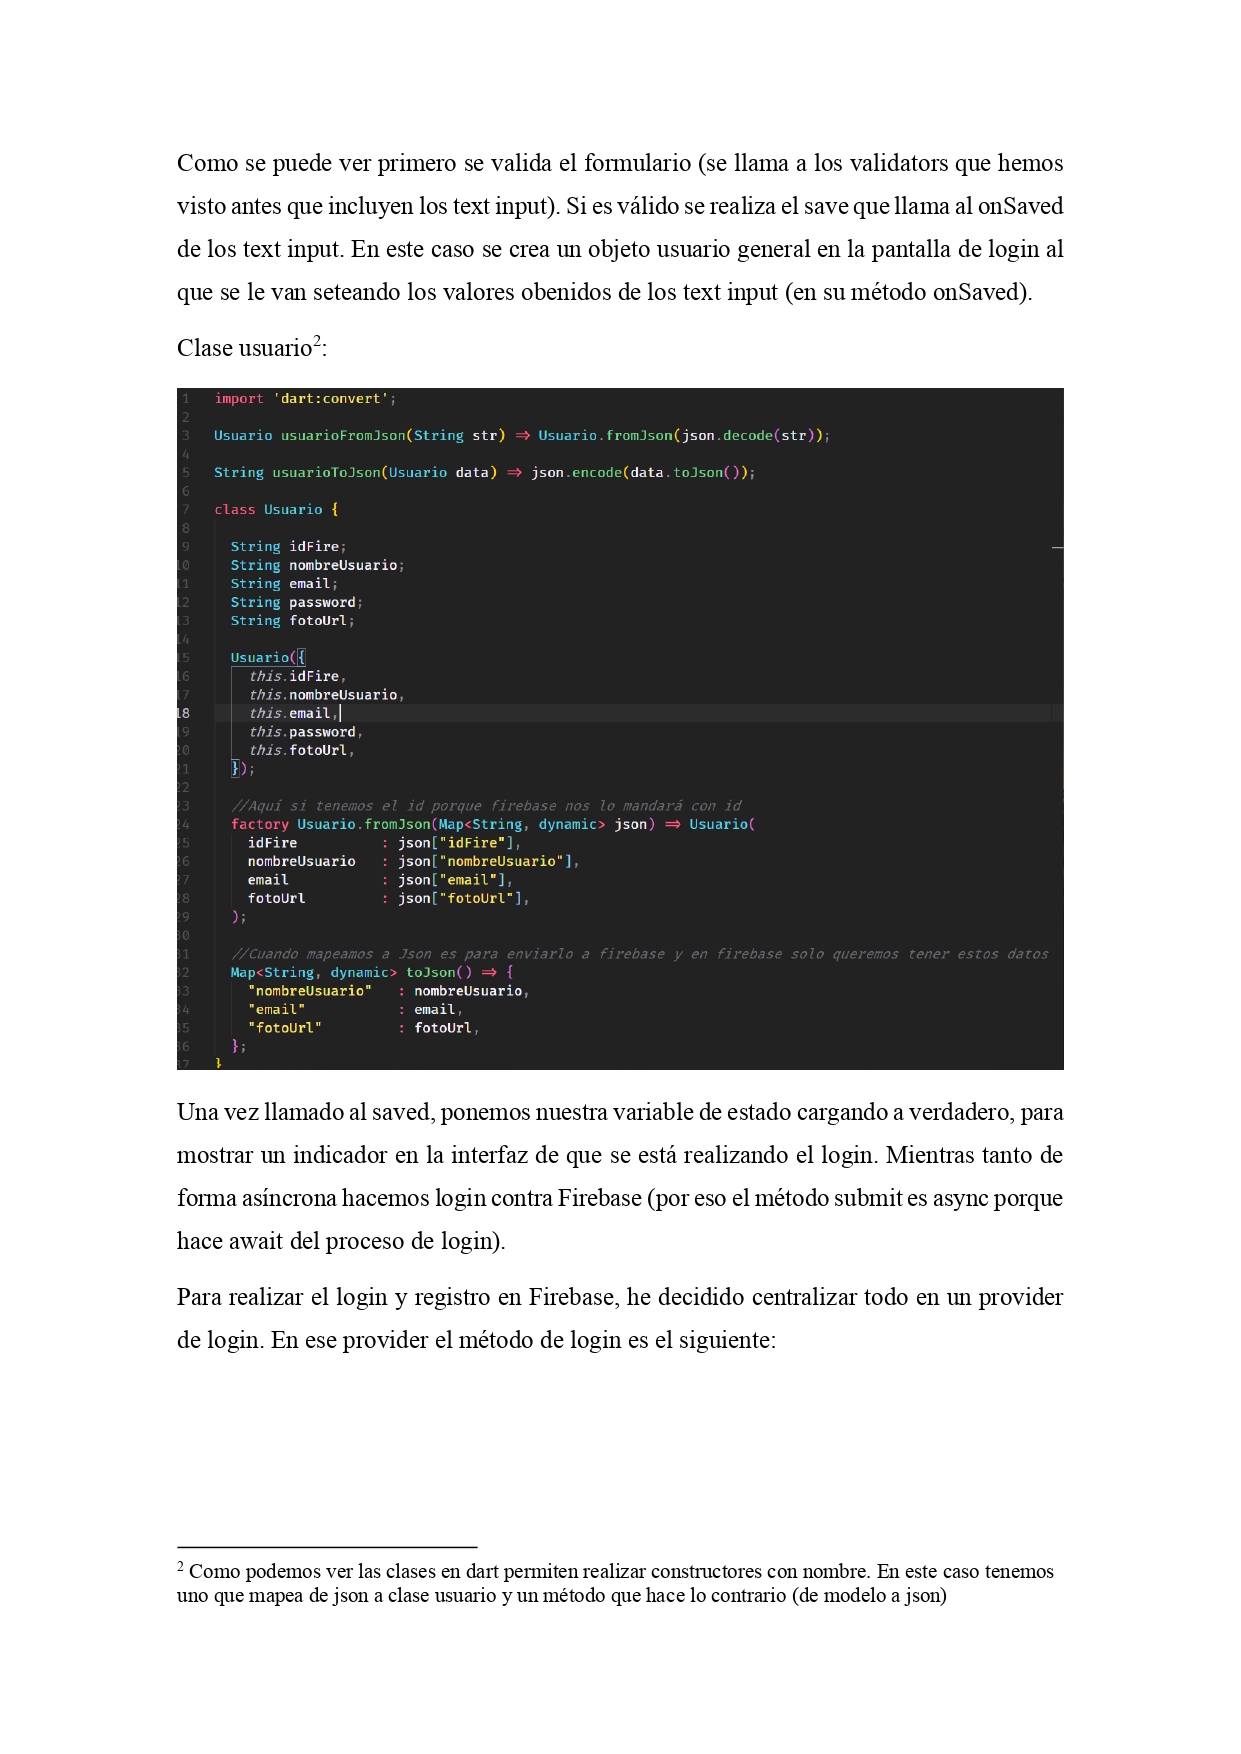 Como se puede ver primero se valida el formulario (se llama a los validators que hemos
visto antes que incluyen los text input). Si es válido se realiza el save que llama al onSaved
de los text input. En este caso se crea un objeto usuario general en la pantalla de login al
que se le van seteando los valores obenidos de los text input (en su método onSaved).
Clase usuario2:
1 import 'dart:convert';
2
3 Usuario usuarioFromJson(String str) => Usuario.fromJson(json.decode(str));
4
5 String usuarioToJson(Usuario data) => json.encode(data.toJson());
6
7 class Usuario {
8
9 String idFire;
10 String nombreUsuario;
11 String email;
12 String password;
13 String fotoUrl;
14
15 Usuario({
16 this.idFire,
17 this.nombreUsuario,
18 this.email,
19 this.password,
20 this.fotoUrl,
21 });
22
23 //Aquí si tenemos el id porque firebase nos lo mandará con id
24 factory Usuario.fromJson(Map<String, dynamic> json) => Usuario(
25 idFire : json["idFire"],
26 nombreUsuario : json["nombreUsuario"],
27 email : json["email"],
28 fotoUrl : json["fotoUrl"],
29 );
30
31 //Cuando mapeamos a Json es para enviarlo a firebase y en firebase solo queremos tener estos datos
32 Map<String, dynamic> toJson() => {
33 "nombreUsuario" : nombreUsuario,
34 "email" : email,
35 "fotoUrl" : fotoUrl,
36 };
37 }
Una vez llamado al saved, ponemos nuestra variable de estado cargando a verdadero, para
mostrar un indicador en la interfaz de que se está realizando el login. Mientras tanto de
forma asíncrona hacemos login contra Firebase (por eso el método submit es async porque
hace await del proceso de login).
Para realizar el login y registro en Firebase, he decidido centralizar todo en un provider
de login. En ese provider el método de login es el siguiente:
2 Como podemos ver las clases en dart permiten realizar constructores con nombre. En este caso tenemos
uno que mapea de json a clase usuario y un método que hace lo contrario (de modelo a json)